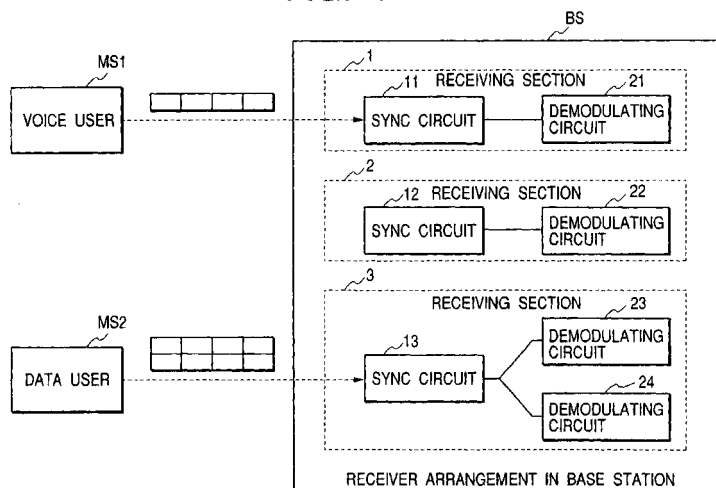 BS
MS1
VOICE USER
1
RECEIVING SECTION
11
SYNC CIRCUIT
21
DEMODULATING
CIRCUIT
2
RECEIVING SECTION
12
SYNC CIRCUIT
22
DEMODULATING
CIRCUIT
MS2
DATA USER
3
RECEIVING SECTION
13
SYNC CIRCUIT
23
DEMODULATING
CIRCUIT
24
DEMODULATING
CIRCUIT
RECEIVER ARRANGEMENT IN BASE STATION